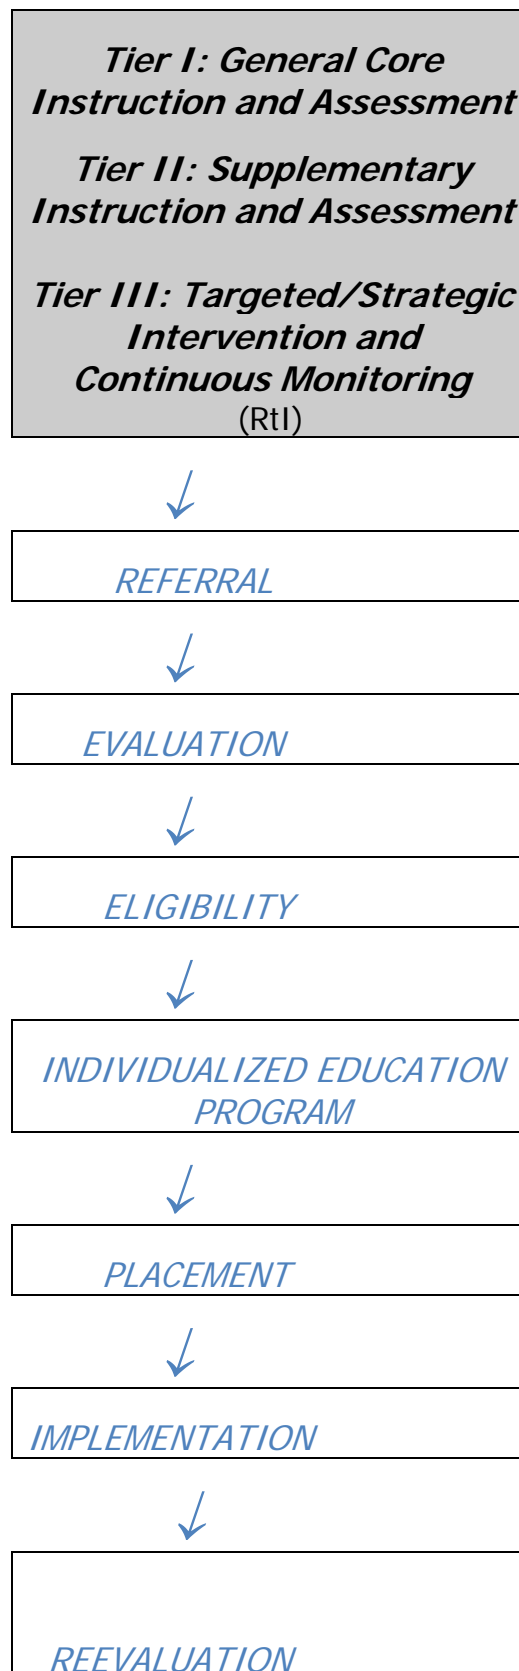 Tier I: General Core
Instruction and Assessment
Tier II: Supplementary
Instruction and Assessment
Tier III: Targeted/Strategic
Intervention and
Continuous Monitoring
(RtI)
REFERRAL
EVALUATION
ELIGIBILITY
INDIVIDUALIZED EDUCATION
PROGRAM
PLACEMENT
IMPLEMENTATION
REEVALUATION